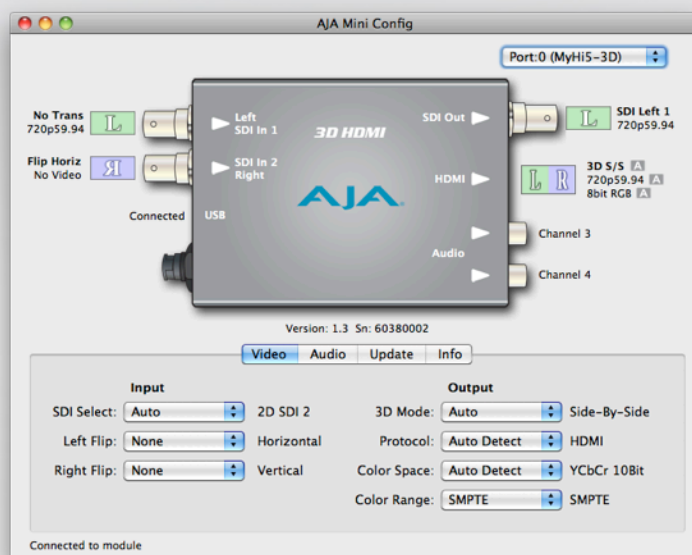 AJA Mini Config
Port:0 (MyHi5-3D)
No Trans
720p59.94
L
Left
SDI In 1
3D HDMI
SDI Out
L
SDI Left 1
720p59.94
Flip Horiz
No Video
R
SDI In 2
Right
HDMI
L R
3D S/S A
720p59.94 A
8bit RGB A
AJA
Connected
USB
Audio
Channel 3
Channel 4
Version: 1.3 Sn: 60380002
Video Audio Update Info
Input Output
SDI Select: Auto 2D SDI 2 3D Mode: Auto Side-By-Side
Left Flip: None Horizontal Protocol: Auto Detect HDMI
Right Flip: None Vertical Color Space: Auto Detect YCbCr 10Bit
Color Range: SMPTE SMPTE
Connected to module